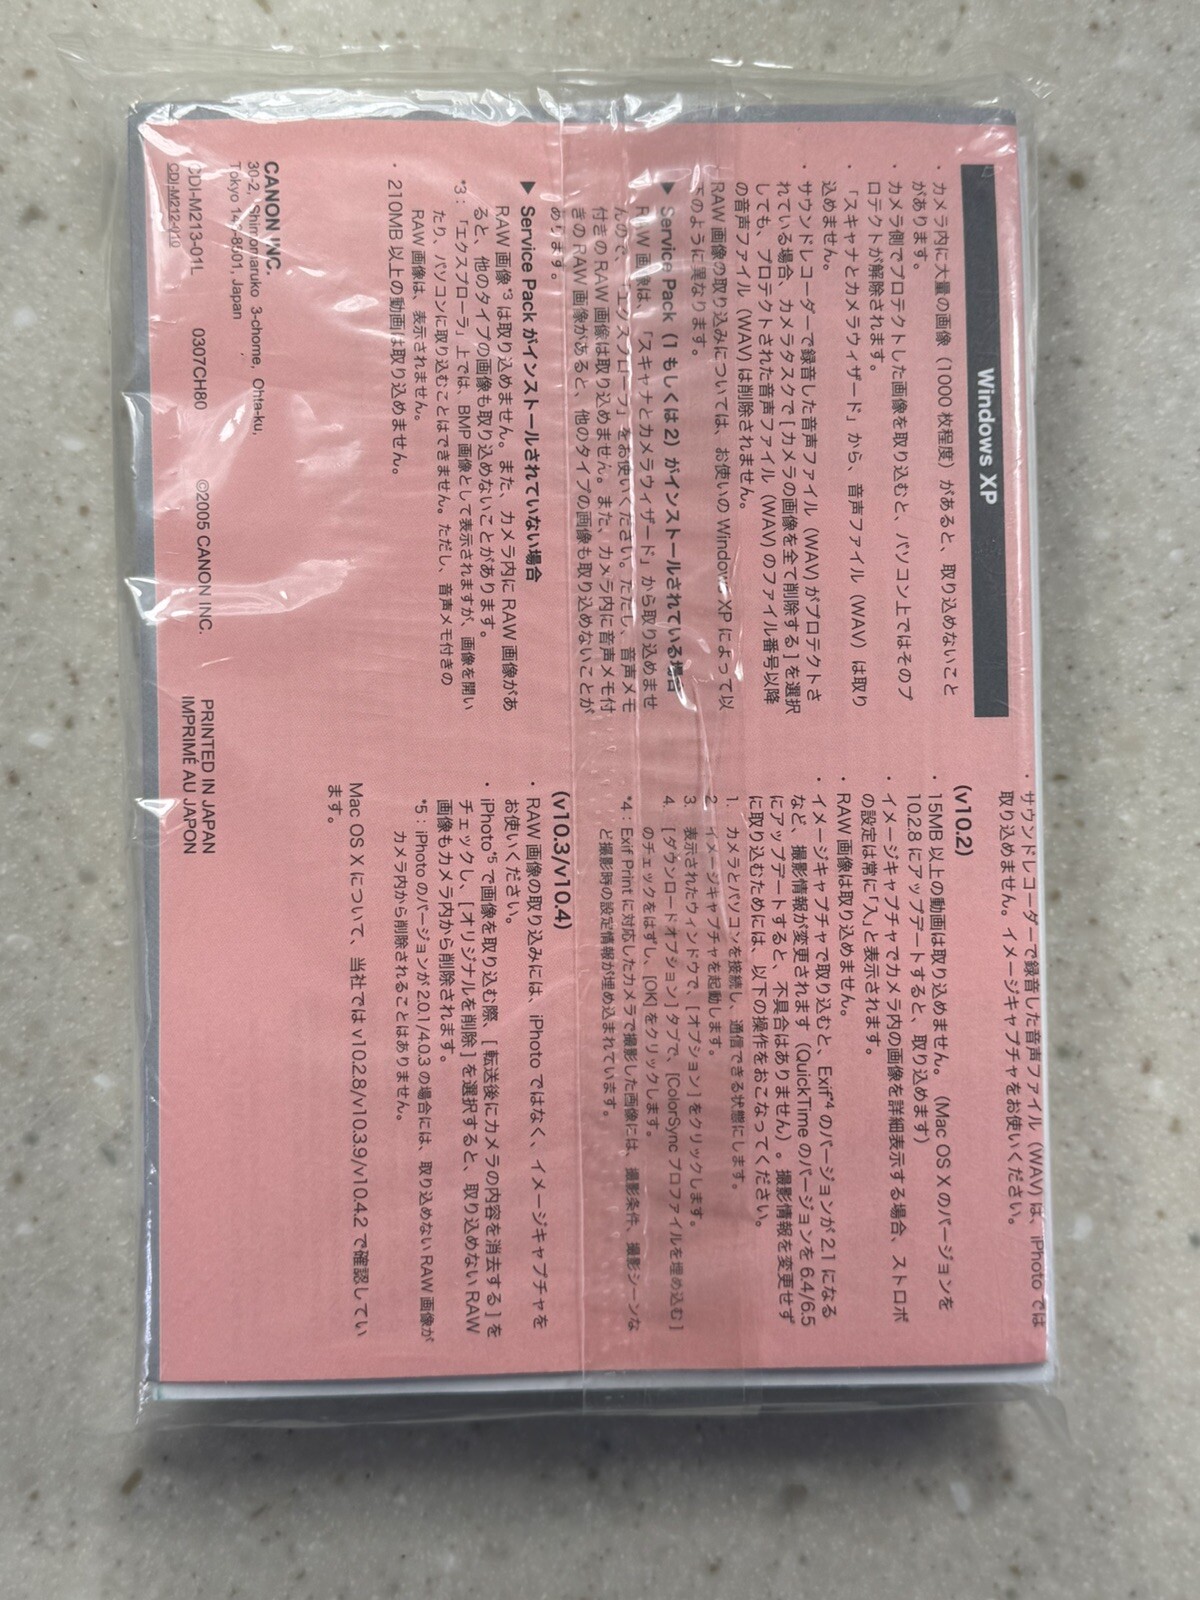 Windows XP
・カメラ内に大量の画像（1000 枚程度）があると、取り込めないこと
があります。
・カメラ側でプロテクトした画像を取り込むと、パソコン上ではそのプ
ロテクトが解除されます。
・「スキャナとカメラウィザード」から、音声ファイル（WAV）は取り
込めません。
・サウンドレコーダーで録音した音声ファイル（WAV）がプロテクトさ
れている場合、カメラタスクで [ カメラの画像を全て削除する ] を選択
しても、プロテクトされた音声ファイル（WAV）のファイル番号以降
の音声ファイル（WAV）は削除されません。
RAW 画像の取り込みについては、お使いの Windows XP によって以
下のように異なります。
▶ Service Pack（1 もしくは 2）がインストールされている場合
RAW 画像は、「スキャナとカメラウィザード」から取り込めませ
んので、「エクスプローラ」をお使いください。ただし、音声メモ
付きの RAW 画像は取り込めません。また、カメラ内に音声メモ付
きの RAW 画像があると、他のタイプの画像も取り込めないことが
あります。
▶ Service Pack がインストールされていない場合
RAW 画像*3 は取り込めません。また、カメラ内に RAW 画像があ
ると、他のタイプの画像も取り込めないことがあります。
*3：「エクスプローラ」上では、BMP 画像として表示されますが、画像を開い
たり、パソコンに取り込むことはできません。ただし、音声メモ付きの
RAW 画像は、表示されません。
・210MB 以上の動画は取り込めません。
CANON INC.
30-2, Shimomaruko 3-chome, Ohta-ku,
Tokyo 146-8501, Japan
CDI-M213-01L 0307CH80 ©2005 CANON INC. PRINTED IN JAPAN
CDI-M212-010 IMPRIMÉ AU JAPON
・サウンドレコーダーで録音した音声ファイル（WAV）は、iPhoto では
取り込めません。イメージキャプチャをお使いください。
(v10.2)
・15MB 以上の動画は取り込めません。（Mac OS X のバージョンを
10.2.8 にアップデートすると、取り込めます）
・イメージキャプチャでカメラ内の画像を詳細表示する場合、ストロボ
の設定は常に「入」と表示されます。
・RAW 画像は取り込めません。
・イメージキャプチャで取り込むと、Exif*4 のバージョンが 2.1 になる
など、撮影情報が変更されます（QuickTime のバージョンを 6.4/6.5
にアップデートすると、不具合はありません）。撮影情報を変更せず
に取り込むためには、以下の操作をおこなってください。
1. カメラとパソコンを接続し、通信できる状態にします。
2. イメージキャプチャを起動します。
3. 表示されたウィンドウで、[ オプション ] をクリックします。
4. [ ダウンロードオプション ] タブで、[ColorSync プロファイルを埋め込む ]
のチェックをはずし、[OK] をクリックします。
*4：Exif Print に対応したカメラで撮影した画像には、撮影条件、撮影シーンな
ど撮影時の設定情報が埋め込まれています。
(v10.3/v10.4)
・RAW 画像の取り込みには、iPhoto ではなく、イメージキャプチャを
お使いください。
・iPhoto*5 で画像を取り込む際、[ 転送後にカメラの内容を消去する ] を
チェックし、[ オリジナルを削除 ] を選択すると、取り込めない RAW
画像もカメラ内から削除されます。
*5：iPhoto のバージョンが 2.0.1/4.0.3 の場合には、取り込めない RAW 画像が
カメラ内から削除されることはありません。
Mac OS X について、当社では v10.2.8/v10.3.9/v10.4.2 で確認してい
ます。